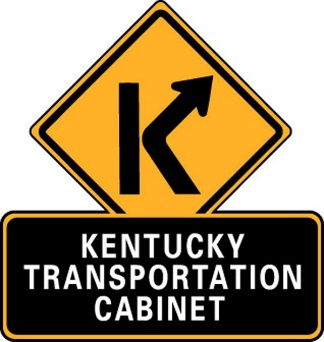 K
KENTUCKY
TRANSPORTATION
CABINET